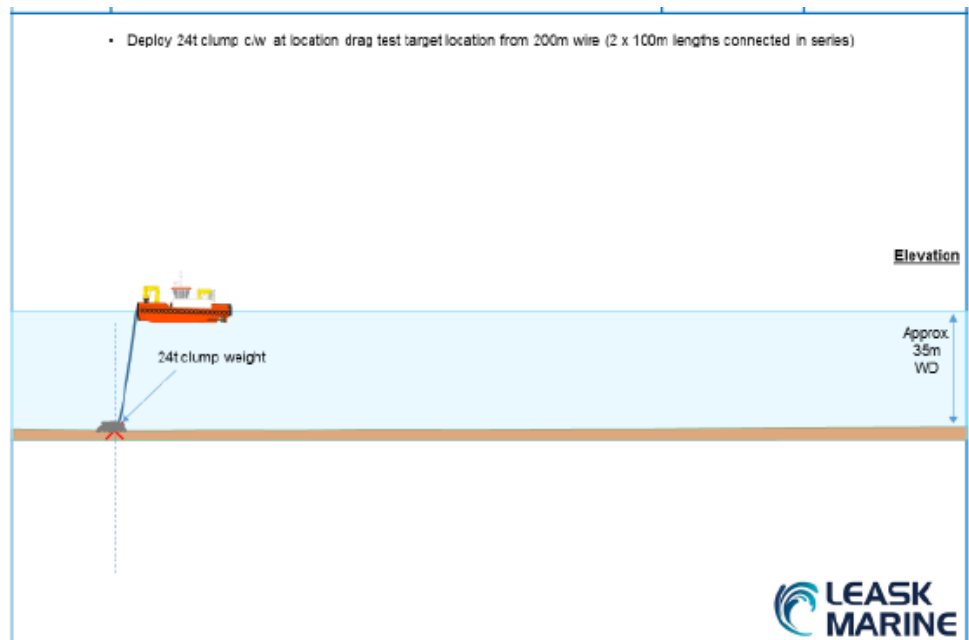 • Deploy 24t clump c/w at location drag test target location from 200m wire (2 x 100m lengths connected in series)
Elevation
Approx.
35m
WD
24t clump weight
LEASK
MARINE